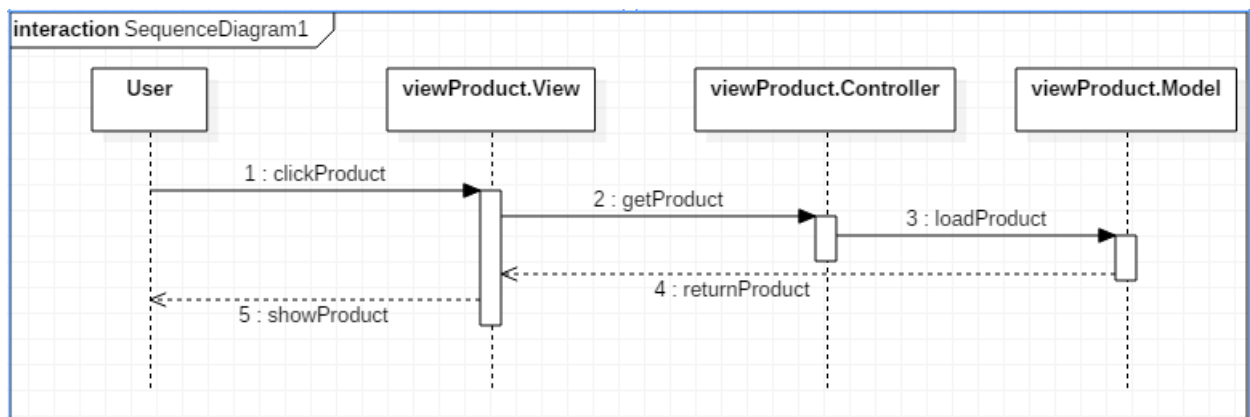 interaction SequenceDiagram1
User
viewProduct.View
viewProduct.Controller
viewProduct.Model
1 : clickProduct
2 : getProduct
3 : loadProduct
4 : returnProduct
5 : showProduct